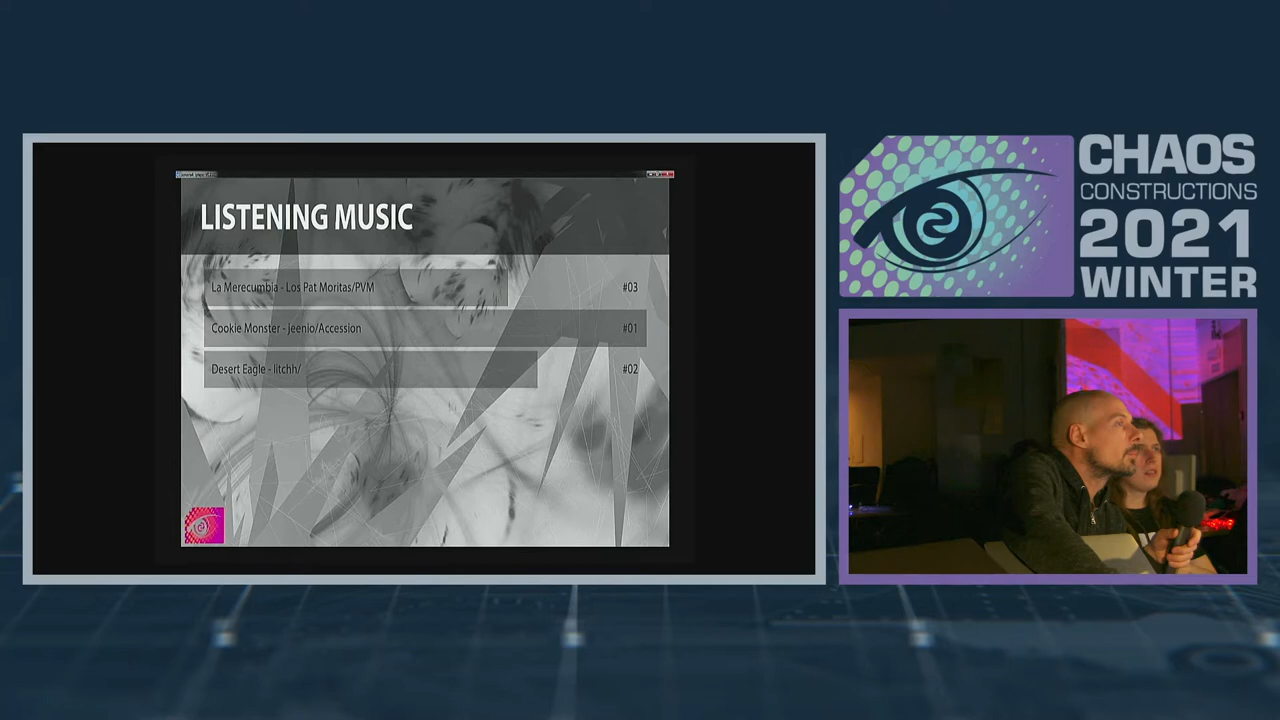 LISTENING MUSIC
La Merecumbia - Los Pat Moritas/PVM #03
Cookie Monster - jeenio/Accession #01
Desert Eagle - litchh/ #02
CHAOS
CONSTRUCTIONS
2021
WINTER